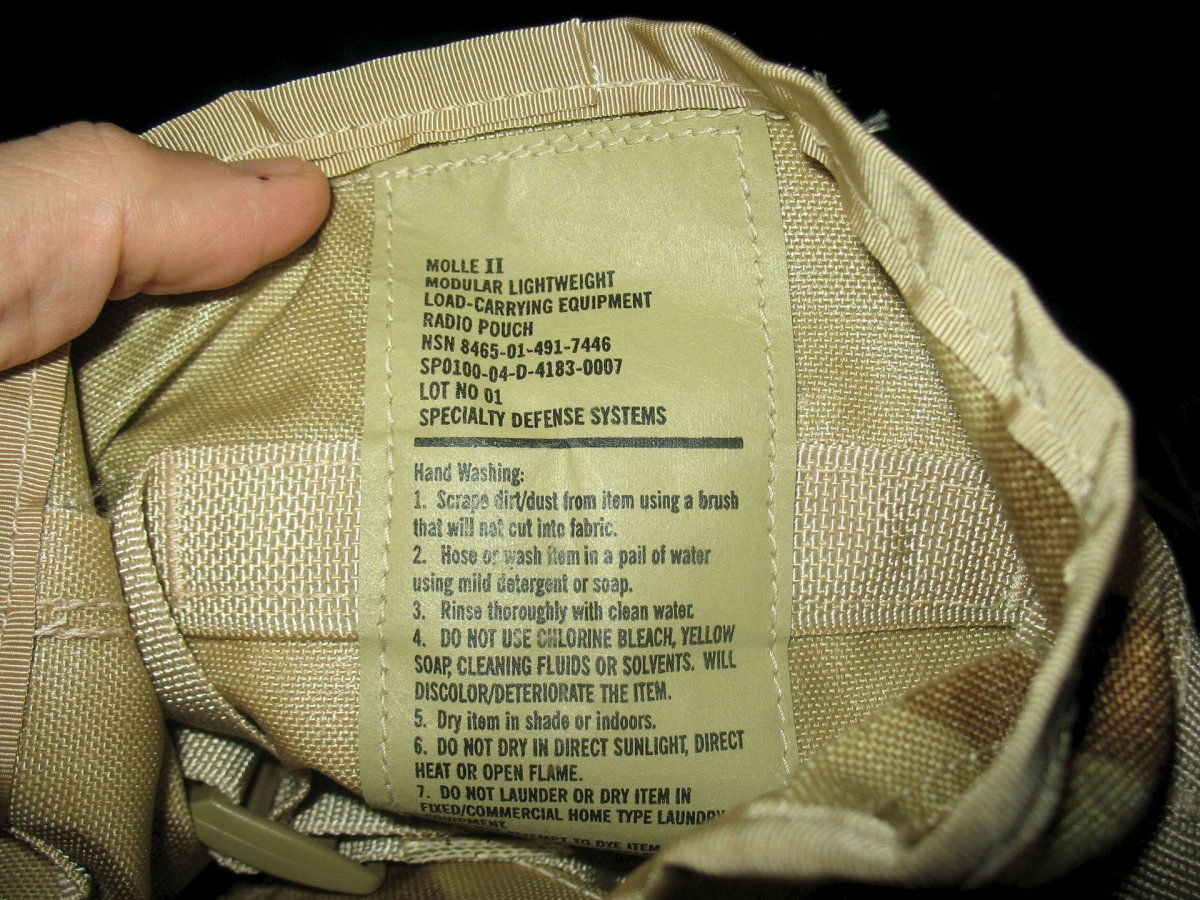 MOLLE II
MODULAR LIGHTWEIGHT
LOAD-CARRYING EQUIPMENT
RADIO POUCH
NSN 8465-01-491-7446
SP0100-04-D-4183-0007
LOT NO 01
SPECIALTY DEFENSE SYSTEMS
Hand Washing:
1. Scrape dirt/dust from item using a brush
that will not cut into fabric.
2. Hose or wash item in a pail of water
using mild detergent or soap.
3. Rinse thoroughly with clean water.
4. DO NOT USE CHLORINE BLEACH, YELLOW
SOAP, CLEANING FLUIDS OR SOLVENTS. WILL
DISCOLOR/DETERIORATE THE ITEM.
5. Dry item in shade or indoors.
6. DO NOT DRY IN DIRECT SUNLIGHT, DIRECT
HEAT OR OPEN FLAME.
7. DO NOT LAUNDER OR DRY ITEM IN
FIXED/COMMERCIAL HOME TYPE LAUNDRY
EQUIPMENT.
TO DYE ITEM